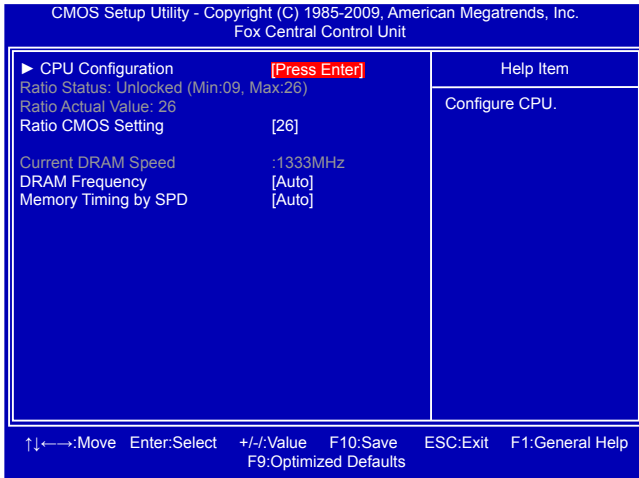 CMOS Setup Utility - Copyright (C) 1985-2009, American Megatrends, Inc.
Fox Central Control Unit
► CPU Configuration [Press Enter]
Ratio Status: Unlocked (Min:09, Max:26)
Ratio Actual Value: 26
Ratio CMOS Setting [26]
Current DRAM Speed :1333MHz
DRAM Frequency [Auto]
Memory Timing by SPD [Auto]
Help Item
Configure CPU.
↑↓←→:Move Enter:Select +/-/:Value F10:Save ESC:Exit F1:General Help
F9:Optimized Defaults